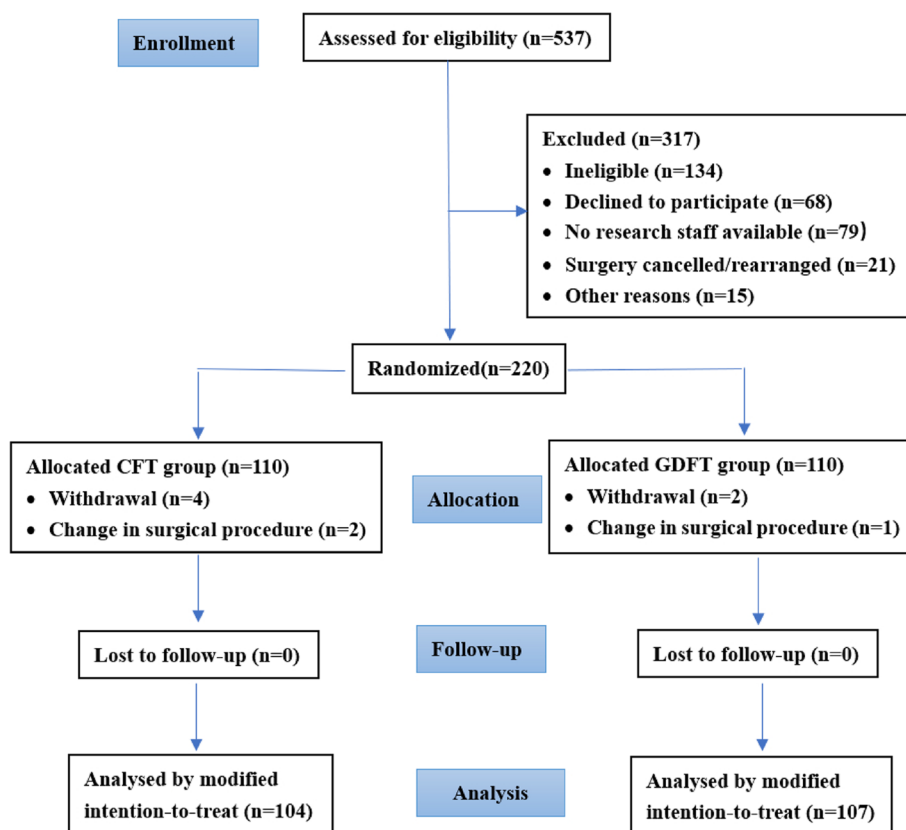 Enrollment
Assessed for eligibility (n=537)
Excluded (n=317)
• Ineligible (n=134)
• Declined to participate (n=68)
• No research staff available (n=79)
• Surgery cancelled/rearranged (n=21)
• Other reasons (n=15)
Randomized(n=220)
Allocated CFT group (n=110)
• Withdrawal (n=4)
• Change in surgical procedure (n=2)
Allocation
Allocated GDFT group (n=110)
• Withdrawal (n=2)
• Change in surgical procedure (n=1)
Lost to follow-up (n=0)
Follow-up
Lost to follow-up (n=0)
Analysed by modified
intention-to-treat (n=104)
Analysis
Analysed by modified
intention-to-treat (n=107)